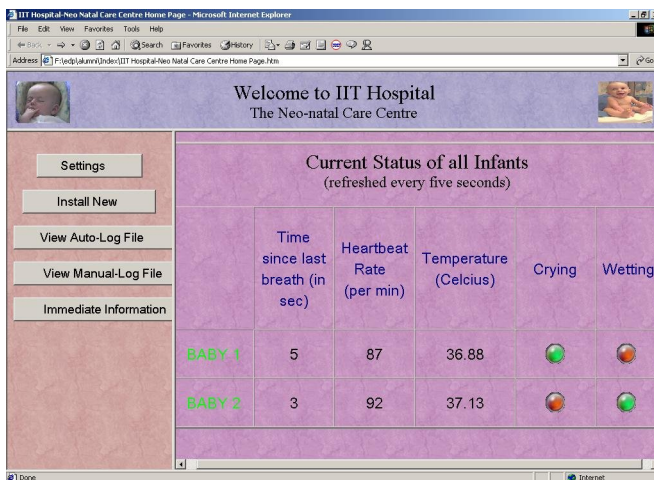 IIT Hospital-Neo Natal Care Centre Home Page - Microsoft Internet Explorer
File Edit View Favorites Tools Help
Back Search Favorites History
Address F:\edp\alumni\Index\IIT Hospital-Neo Natal Care Centre Home Page.htm Go
Welcome to IIT Hospital
The Neo-natal Care Centre
Settings
Install New
View Auto-Log File
View Manual-Log File
Immediate Information
Current Status of all Infants
(refreshed every five seconds)
Time since last breath (in sec) Heartbeat Rate (per min) Temperature (Celcius) Crying Wetting
BABY 1 5 87 36.88
BABY 2 3 92 37.13
Done Internet